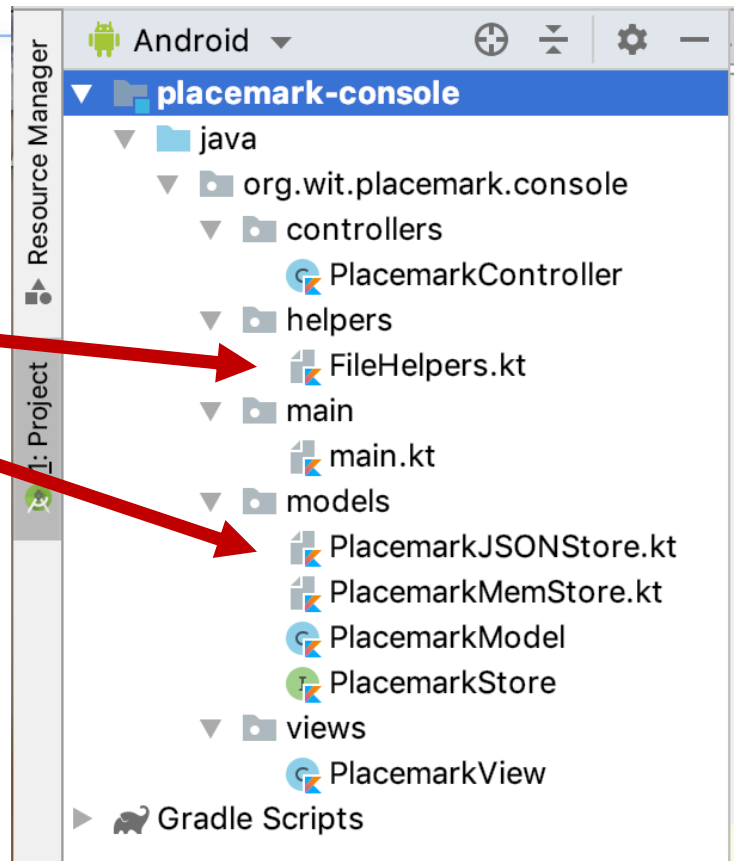 Android
placemark-console
java
org.wit.placemark.console
controllers
PlacemarkController
helpers
FileHelpers.kt
main
main.kt
models
PlacemarkJSONStore.kt
PlacemarkMemStore.kt
PlacemarkModel
PlacemarkStore
views
PlacemarkView
Gradle Scripts
Resource Manager
1: Project